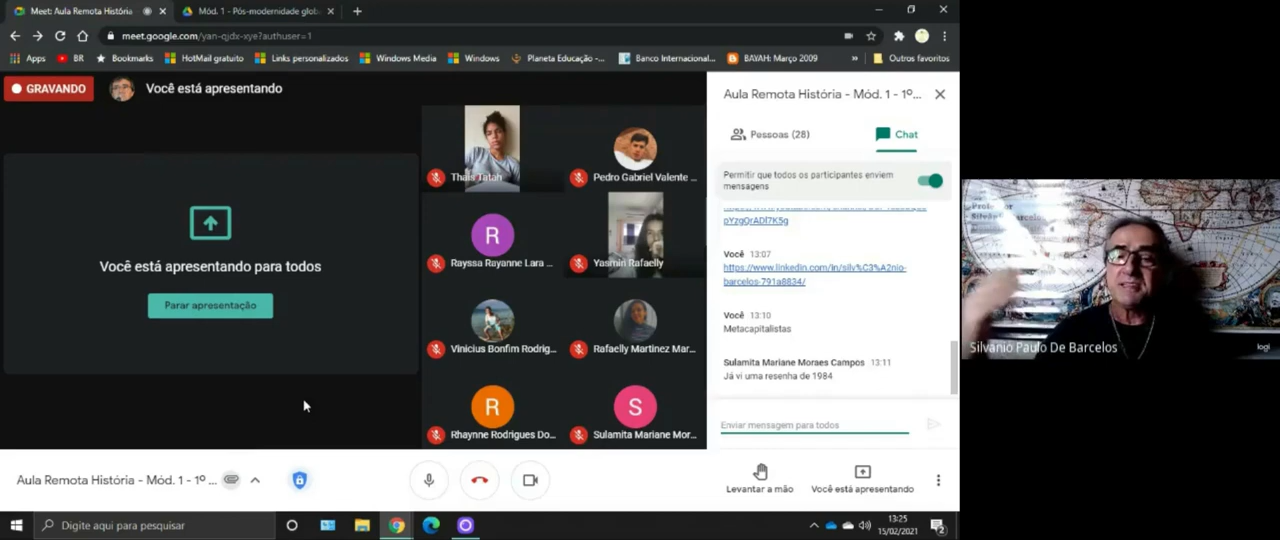 Meet: Aula Remota História
Mód. 1 - Pós-modernidade glob
meet.google.com/yan-qjdx-xye?authuser=1
Apps
BR
Bookmarks
HotMail gratuito
Links personalizados
Windows Media
Windows
Planeta Educação -...
Banco Internacional...
BAYAH: Março 2009
»
Outros favoritos
GRAVANDO
Você está apresentando
Aula Remota História - Mód. 1 - 1º ...
Pessoas (28)
Chat
Permitir que todos os participantes enviem
mensagens
Você está apresentando para todos
Parar apresentação
Thaís Tatah
Pedro Gabriel Valente ...
R
Rayssa Rayanne Lara ...
Yasmin Rafaelly
Vinicius Bonfim Rodrig...
Rafaelly Martinez Mar...
R
Rhaynne Rodrigues Do...
S
Sulamita Mariane Mor...
Você 13:07
https://www.linkedin.com/in/silv%C3%A2nio-
barcelos-791a8834/
Você 13:10
Metacapitalistas
Sulamita Mariane Moraes Campos 13:11
Já vi uma resenha de 1984
Enviar mensagem para todos
Silvanio Paulo De Barcelos
logi
Aula Remota História - Mód. 1 - 1º ...
Levantar a mão
Você está apresentando
Digite aqui para pesquisar
13:25
15/02/2021
2